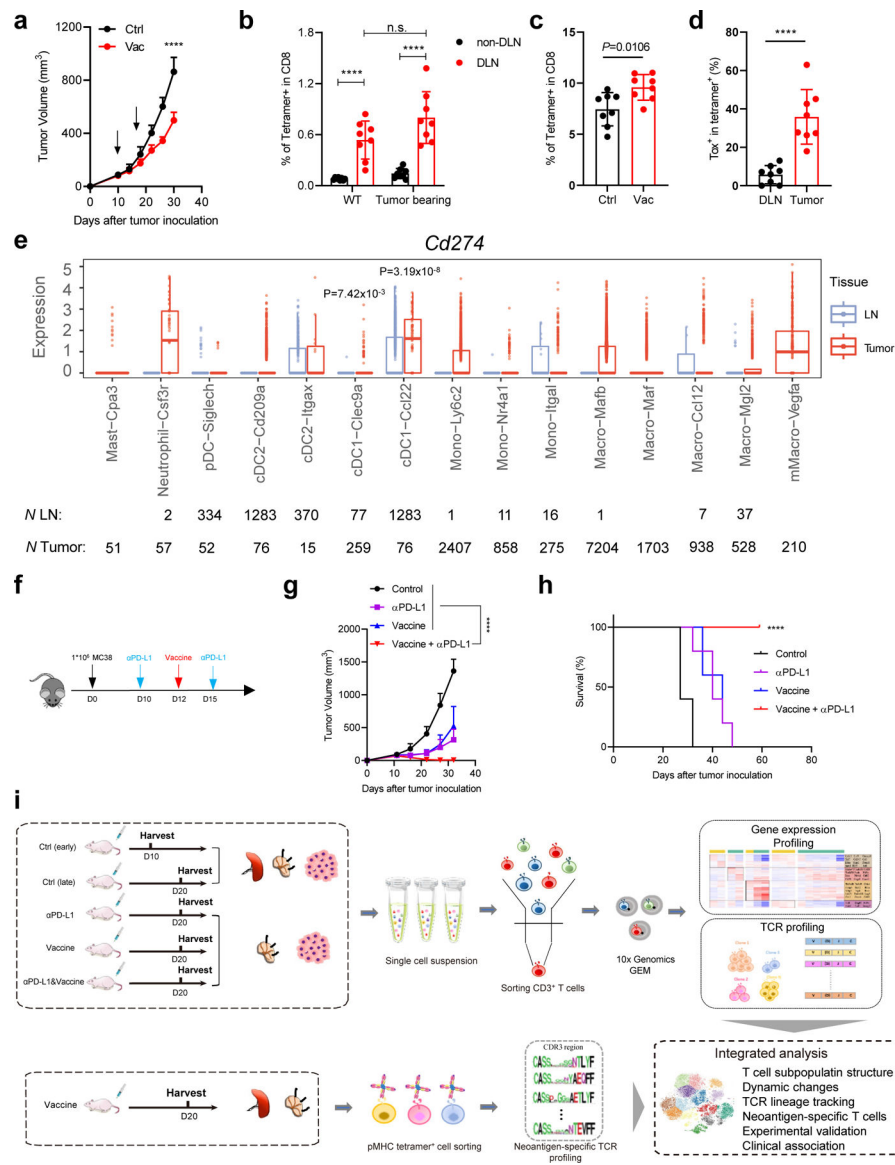 a
Ctrl
Vac
****
1200
800
400
0
Tumor Volume (mm3)
0 10 20 30 40
Days after tumor inoculation
b
non-DLN
DLN
n.s.
****
****
1.2
0.6
0.0
% of Tetramer+ in CD8
WT
Tumor bearing
c
P=0.0106
% of Tetramer+ in CD8
Ctrl
Vac
d
****
80
60
40
20
0
Tox+ in tetramer+ (%)
DLN
Tumor
e
Cd274
P=3.19x10-8
P=7.42x10-3
5
4
3
2
1
0
Expression
Tissue
LN
Tumor
Mast−Cpa3
Neutrophil−Csf3r
pDC−Siglech
cDC2−Cd209a
cDC2−Itgax
cDC1−Clec9a
cDC1−Ccl22
Mono−Ly6c2
Mono−Nr4a1
Mono−Itgal
Macro−Mafb
Macro−Maf
Macro−Ccl12
Macro−Mgl2
mMacro−Vegfa
N LN: 2 334 1283 370 77 1283 1 11 16 1 7 37
N Tumor: 51 57 52 76 15 259 76 2407 858 275 7204 1703 938 528 210
f
1*106 MC38
αPD-L1
Vaccine
αPD-L1
D0
D10
D12
D15
g
Control
αPD-L1
Vaccine
Vaccine + αPD-L1
****
2000
1500
1000
500
0
Tumor Volume (mm3)
0 10 20 30 40
Days after tumor inoculation
h
100
50
0
Survival (%)
****
Control
αPD-L1
Vaccine
Vaccine + αPD-L1
0 20 40 60 80
Days after tumor inoculation
i
Ctrl (early)
Harvest
D10
Ctrl (late)
Harvest
D20
αPD-L1
Harvest
D20
Vaccine
Harvest
D20
αPD-L1&Vaccine
Harvest
D20
Single cell suspension
Sorting CD3+ T cells
10x Genomics
GEM
Gene expression
Profiling
TCR profiling
Vaccine
Harvest
D20
pMHC tetramer+ cell sorting
CDR3 region
Neoantigen-specific TCR
profiling
Integrated analysis
T cell subpopulatin structure
Dynamic changes
TCR lineage tracking
Neoantigen-specific T cells
Experimental validation
Clinical association